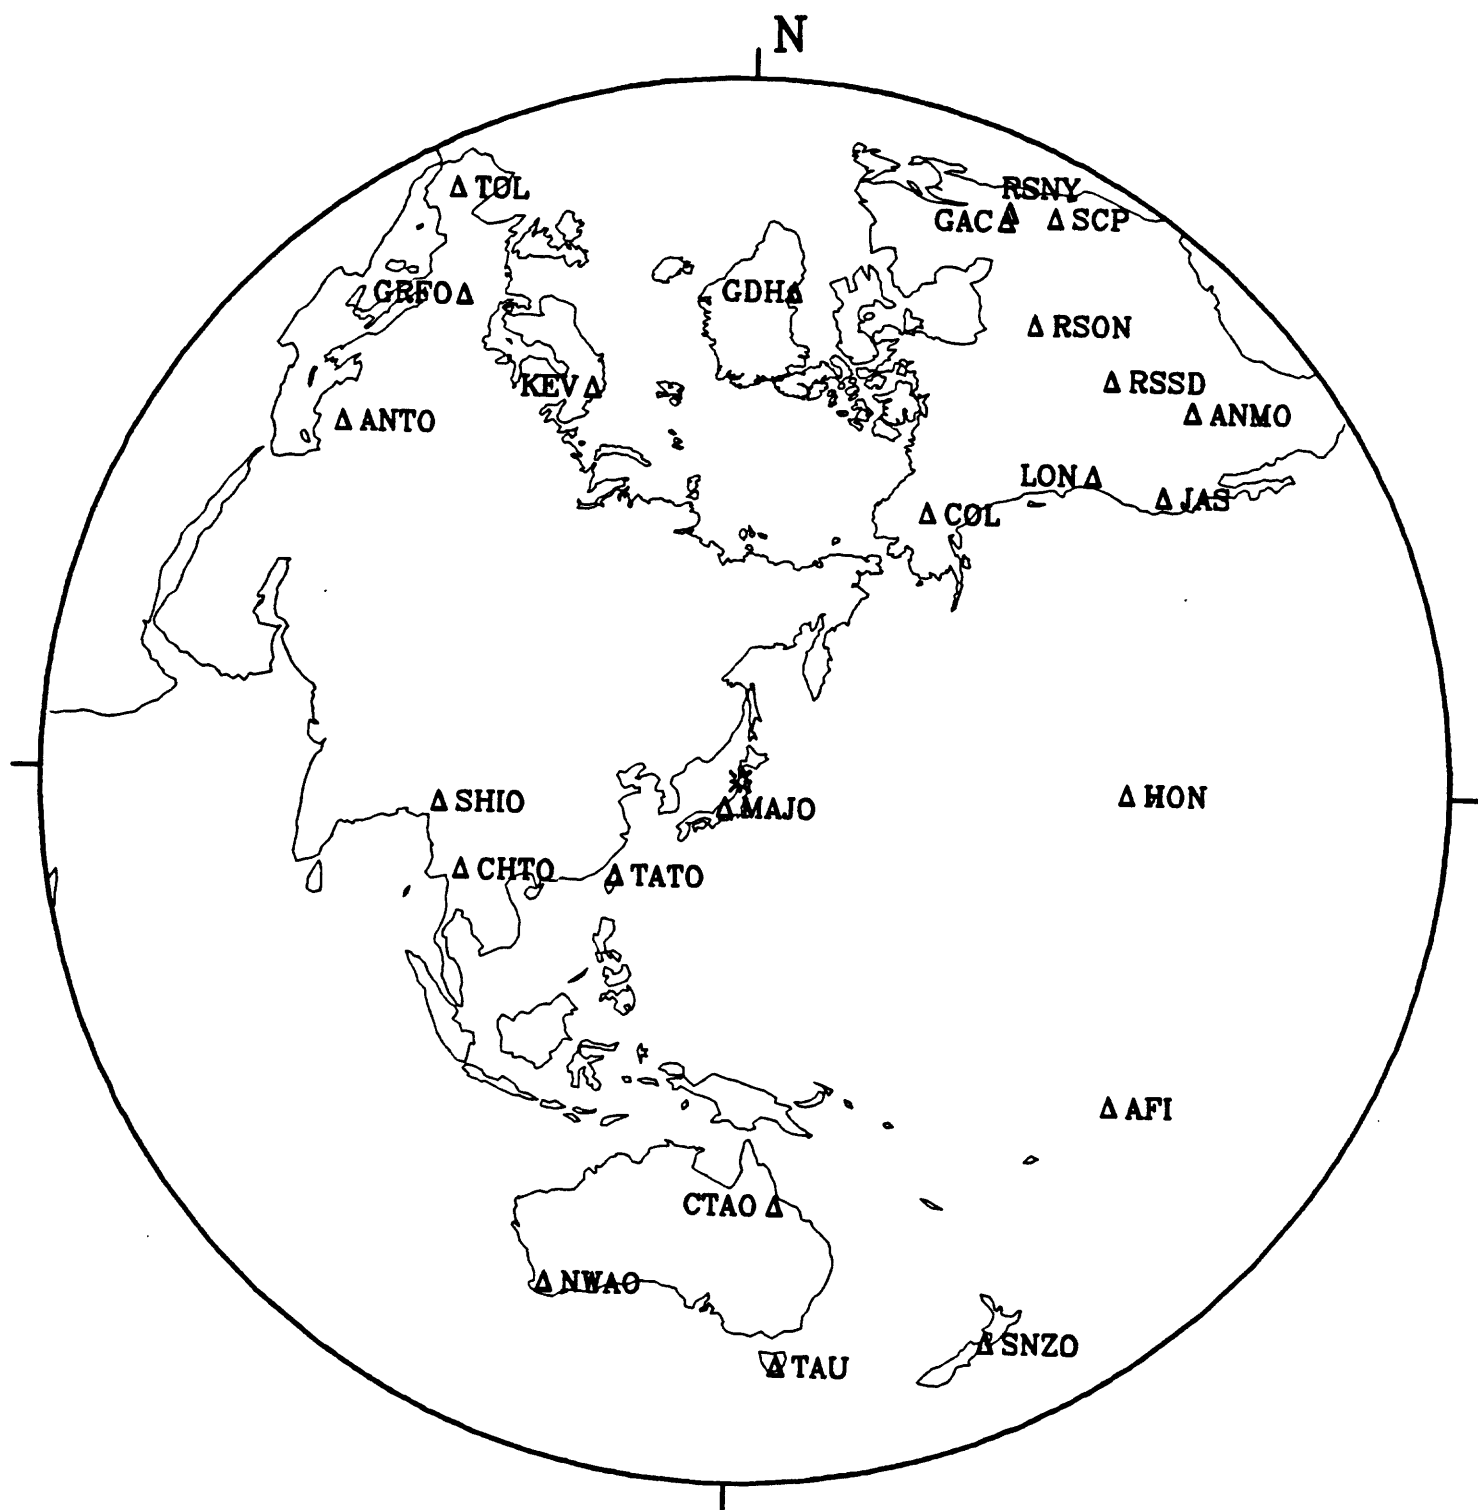 N
TOL
RSNY
GAC
SCP
GRFO
GDH
RSON
KEV
RSSD
ANTO
ANMO
LON
JAS
COL
SHIO
HON
MAJO
CHTO
TATO
AFI
CTAO
NWAO
SNZO
TAU